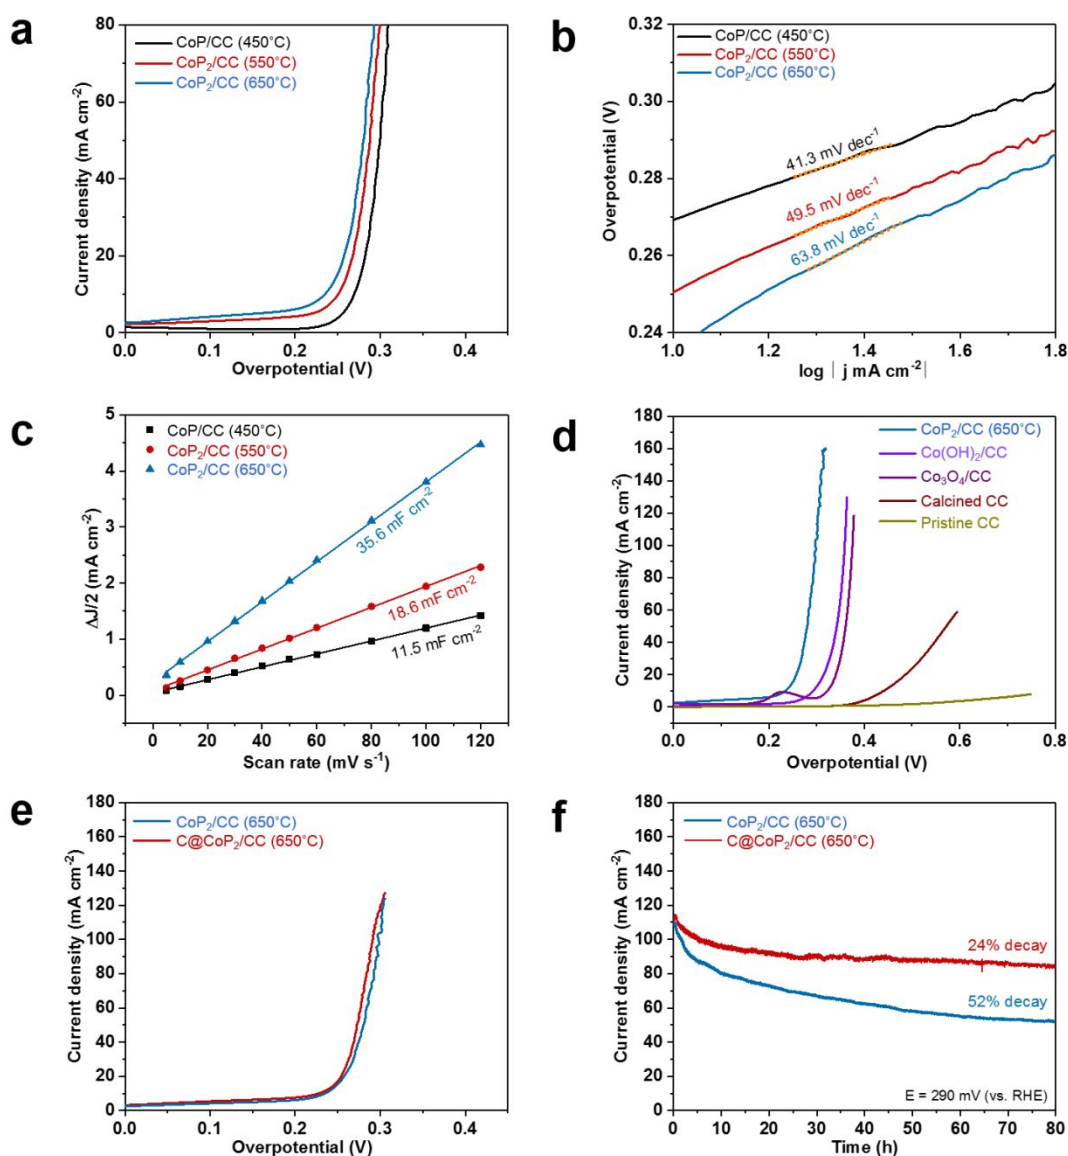 a
80
60
40
20
0
0.0 0.1 0.2 0.3 0.4
Current density (mA cm⁻²)
Overpotential (V)
CoP/CC (450°C)
CoP₂/CC (550°C)
CoP₂/CC (650°C)
b
0.32
0.30
0.28
0.26
0.24
1.0 1.2 1.4 1.6 1.8
Overpotential (V)
log | j mA cm⁻²|
CoP/CC (450°C)
CoP₂/CC (550°C)
CoP₂/CC (650°C)
41.3 mV dec⁻¹
49.5 mV dec⁻¹
63.8 mV dec⁻¹
c
5
4
3
2
1
0
0 20 40 60 80 100 120
ΔJ/2 (mA cm⁻²)
Scan rate (mV s⁻¹)
CoP/CC (450°C)
CoP₂/CC (550°C)
CoP₂/CC (650°C)
35.6 mF cm⁻²
18.6 mF cm⁻²
11.5 mF cm⁻²
d
180
160
140
120
100
80
60
40
20
0
0.0 0.2 0.4 0.6 0.8
Current density (mA cm⁻²)
Overpotential (V)
CoP₂/CC (650°C)
Co(OH)₂/CC
Co₃O₄/CC
Calcined CC
Pristine CC
e
180
160
140
120
100
80
60
40
20
0
0.0 0.1 0.2 0.3 0.4
Current density (mA cm⁻²)
Overpotential (V)
CoP₂/CC (650°C)
C@CoP₂/CC (650°C)
f
180
160
140
120
100
80
60
40
20
0
0 10 20 30 40 50 60 70 80
Current density (mA cm⁻²)
Time (h)
CoP₂/CC (650°C)
C@CoP₂/CC (650°C)
24% decay
52% decay
E = 290 mV (vs. RHE)